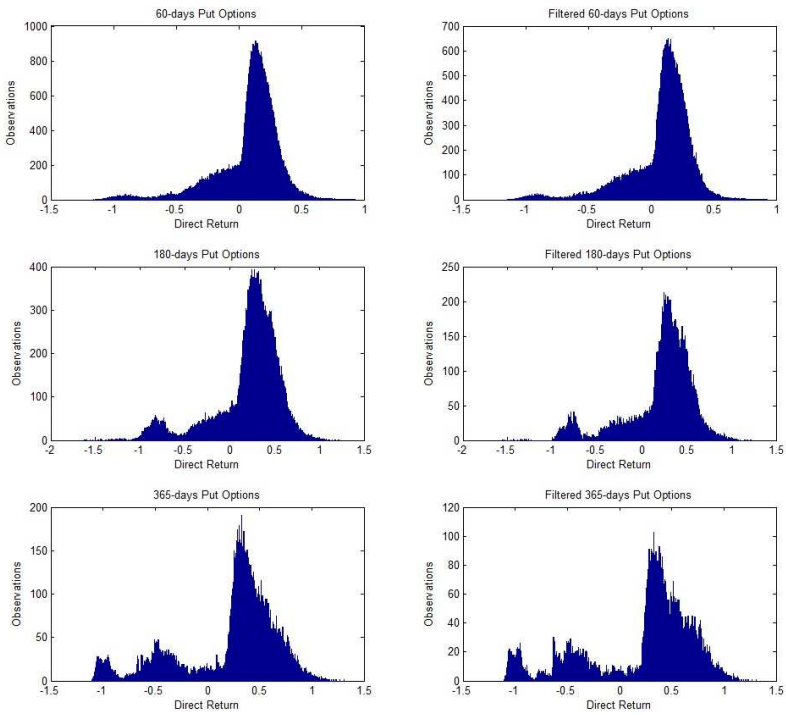 60-days Put Options
1000
800
600
400
200
0
Observations
-1.5 -1 -0.5 0 0.5 1
Direct Return
Filtered 60-days Put Options
700
600
500
400
300
200
100
0
Observations
-1.5 -1 -0.5 0 0.5 1
Direct Return
180-days Put Options
400
300
200
100
0
Observations
-2 -1.5 -1 -0.5 0 0.5 1 1.5
Direct Return
Filtered 180-days Put Options
250
200
150
100
50
0
Observations
-2 -1.5 -1 -0.5 0 0.5 1 1.5
Direct Return
365-days Put Options
200
150
100
50
0
Observations
-1.5 -1 -0.5 0 0.5 1 1.5
Direct Return
Filtered 365-days Put Options
120
100
80
60
40
20
0
Observations
-1.5 -1 -0.5 0 0.5 1 1.5
Direct Return